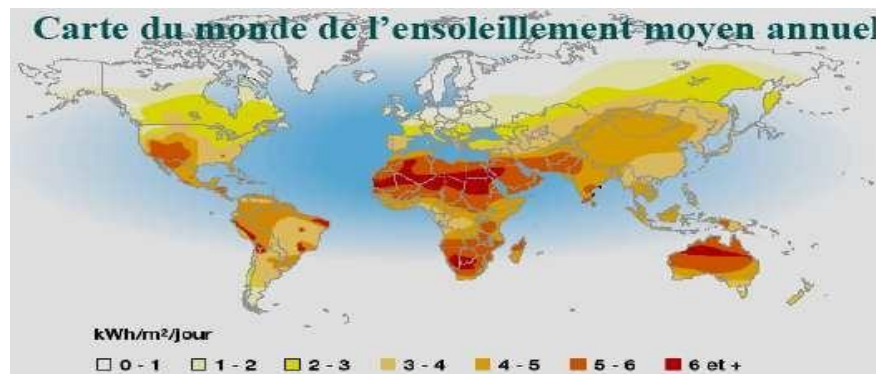 Carte du monde de l'ensoleillement moyen annuel
kWh/m²/jour
0 - 1 1 - 2 2 - 3 3 - 4 4 - 5 5 - 6 6 et +